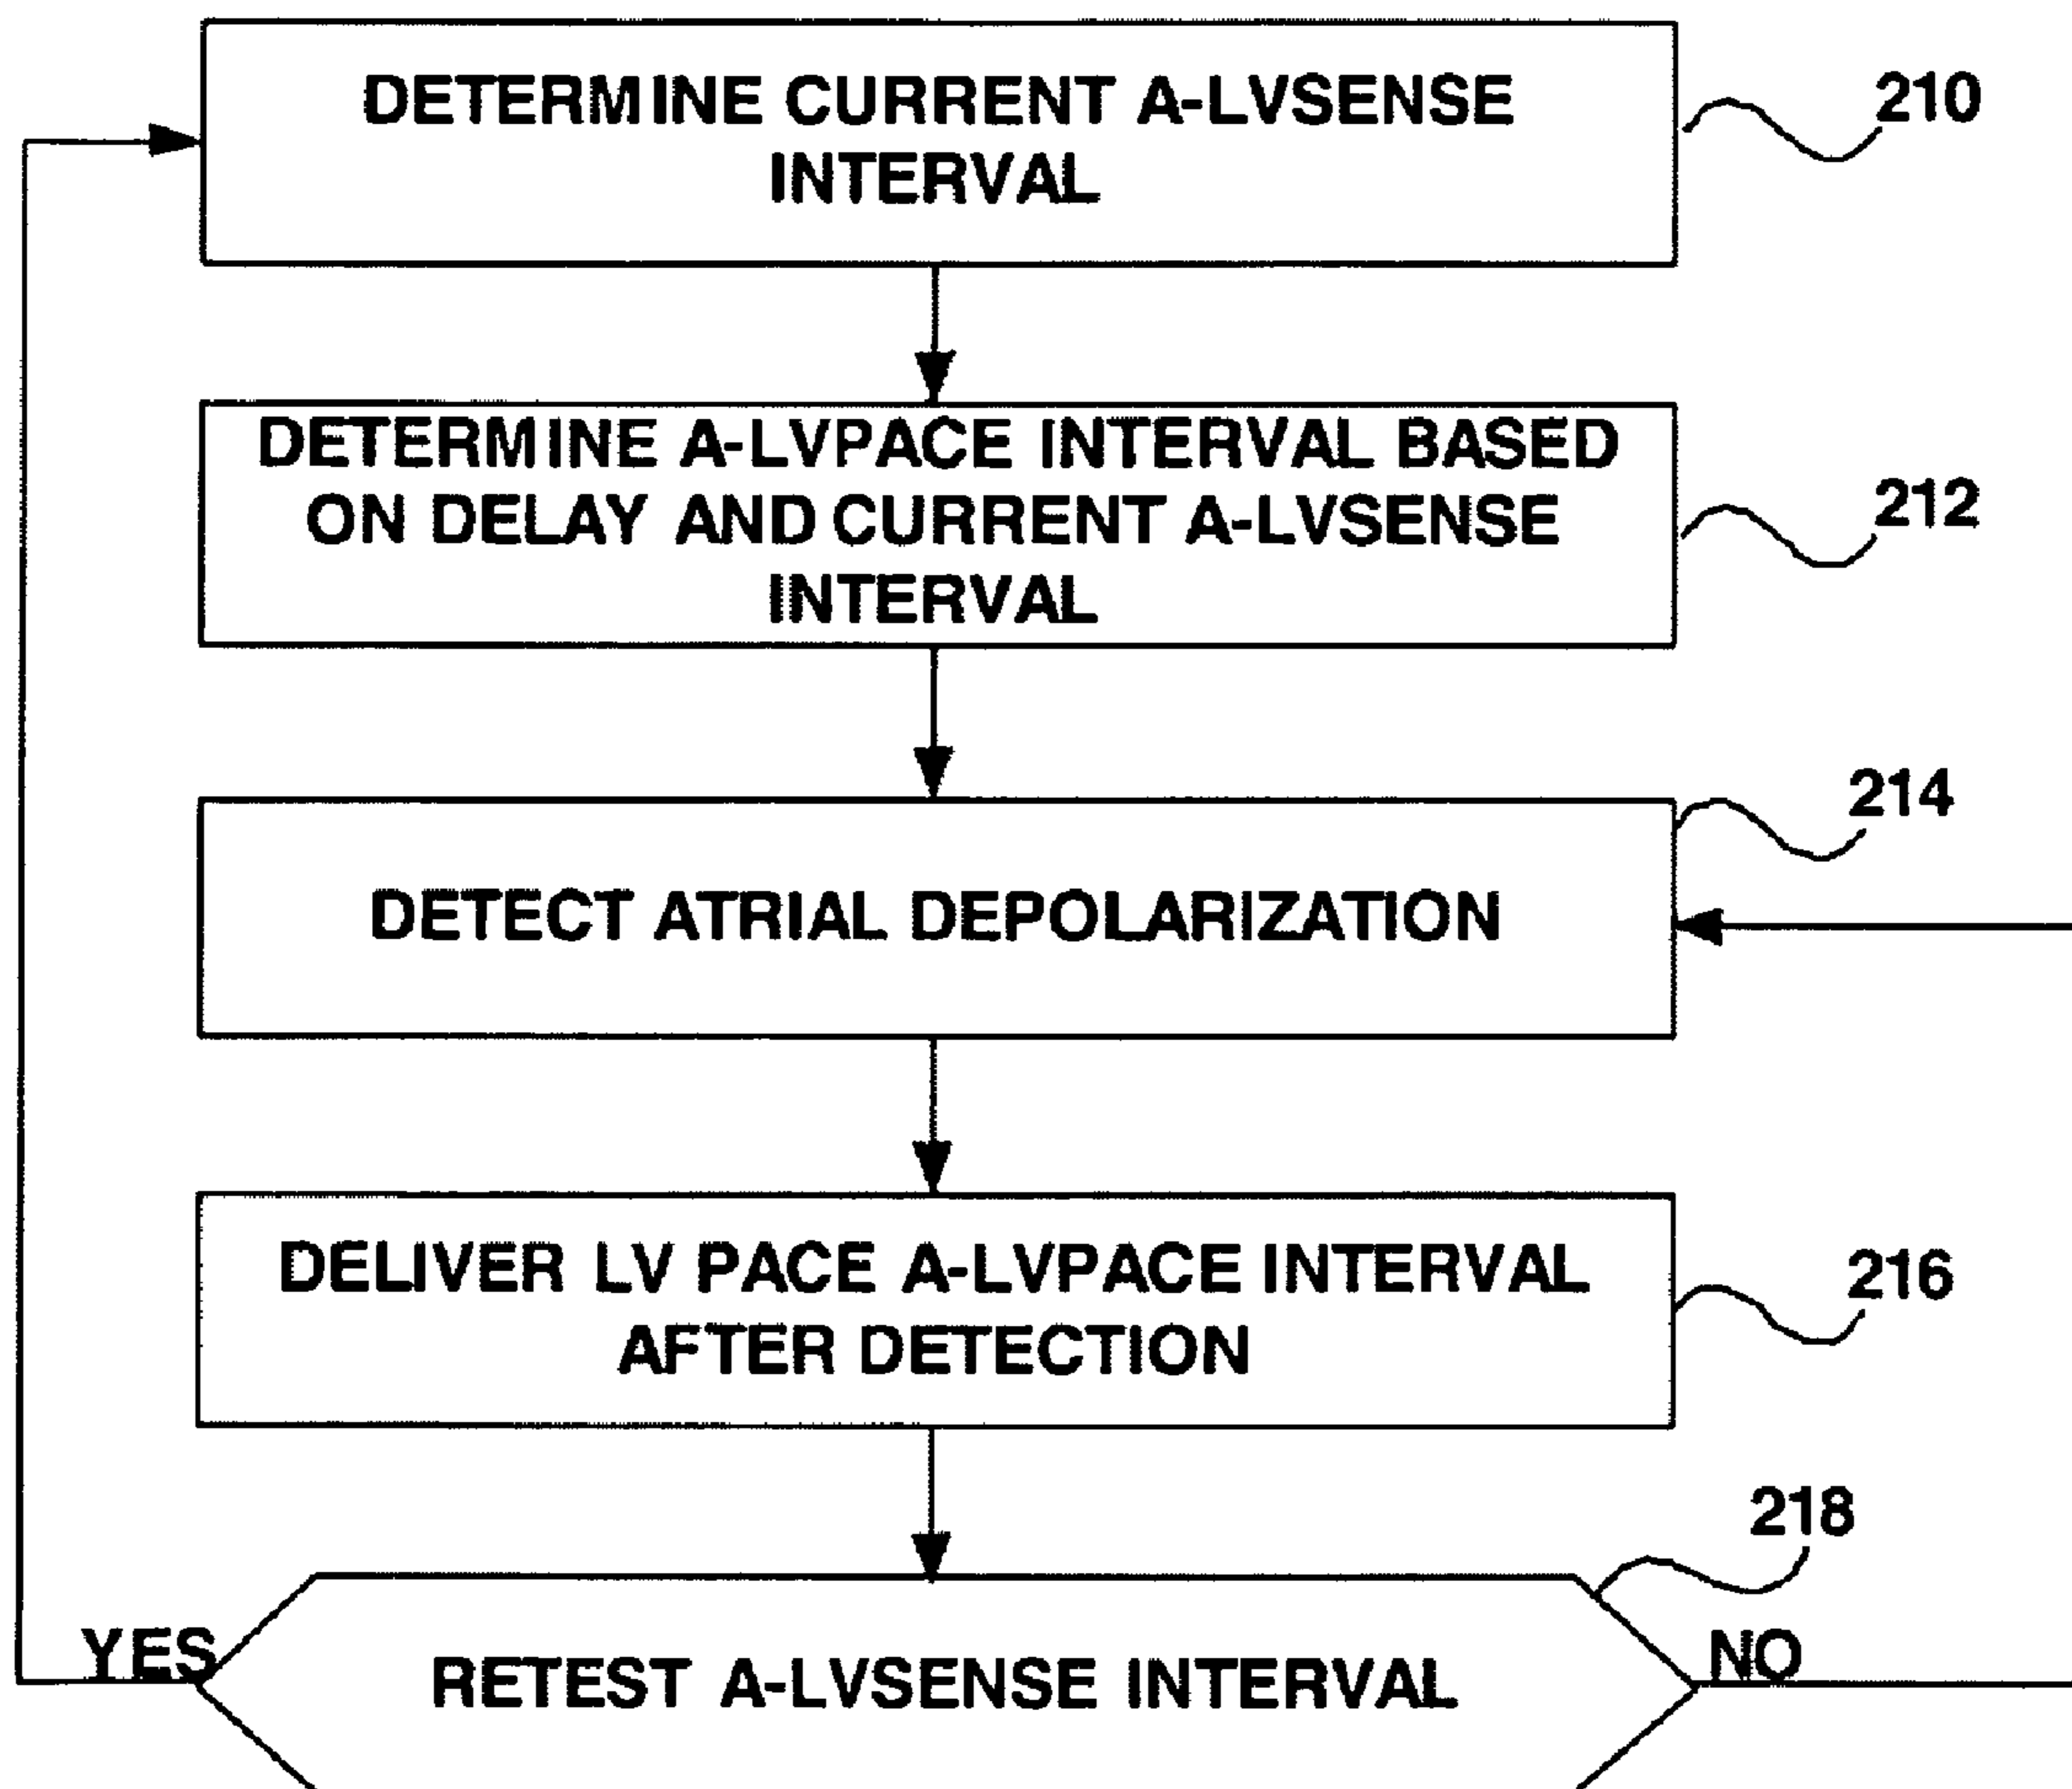 DETERMINE CURRENT A-LVSENSE
INTERVAL
210
DETERMINE A-LVPACE INTERVAL BASED
ON DELAY AND CURRENT A-LVSENSE
INTERVAL
212
214
DETECT ATRIAL DEPOLARIZATION
DELIVER LV PACE A-LVPACE INTERVAL
AFTER DETECTION
216
218
YES
RETEST A-LVSENSE INTERVAL
NO